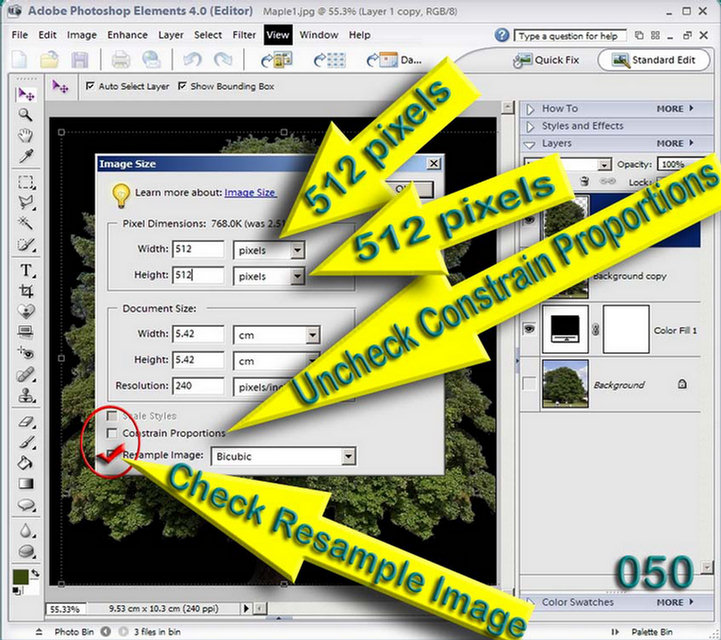 Adobe Photoshop Elements 4.0 (Editor) Maple1.jpg @ 55.3% (Layer 1 copy, RGB/8)
File Edit Image Enhance Layer Select Filter View Window Help Type a question for help
Da... Quick Fix Standard Edit
Auto Select Layer Show Bounding Box
How To MORE
Styles and Effects
Layers MORE
Opacity: 100%
Lock:
Image Size
Learn more about: Image Size
Pixel Dimensions: 768.0K (was 2.51
Width: 512 pixels
Height: 512 pixels
Document Size:
Width: 5.42 cm
Height: 5.42 cm
Resolution: 240 pixels/inc
Scale Styles
Constrain Proportions
Resample Image: Bicubic
512 pixels
512 pixels
Uncheck Constrain Proportions
Check Resample Image
Background copy
Color Fill 1
Background
050
Color Swatches MORE
55.33% 9.53 cm x 10.3 cm (240 ppi)
Photo Bin 3 files in bin Palette Bin